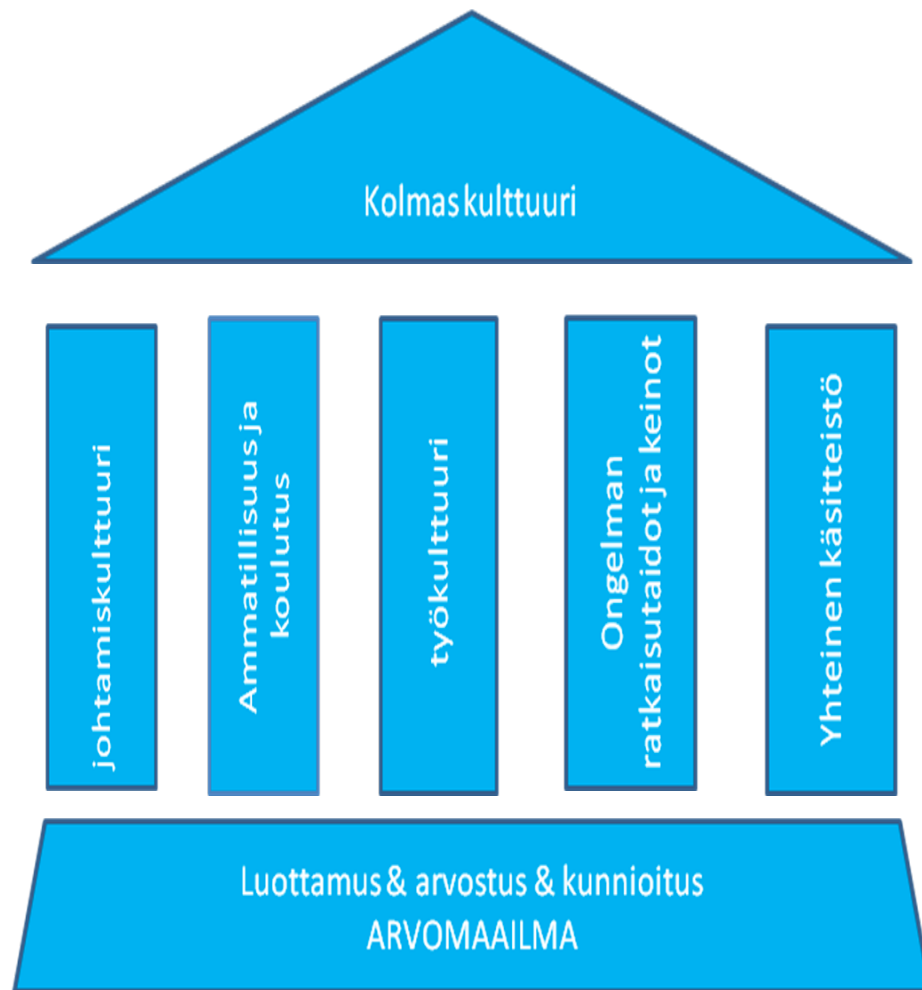 Kolmas kulttuuri
johtamiskulttuuri
Ammatillisuus ja
koulutus
työkulttuuri
Ongelman
ratkaisutaidot ja keinot
Yhteinen käsitteistö
Luottamus & arvostus & kunnioitus
ARVOMAAILMA